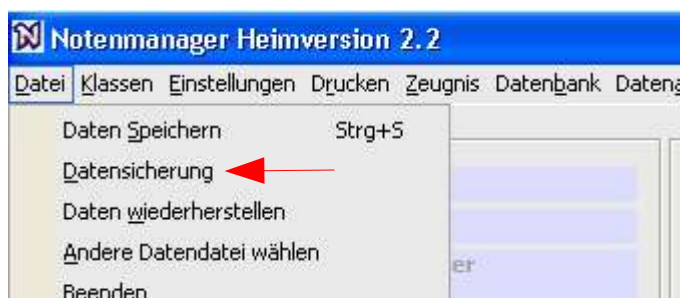 Notenmanager Heimversion 2.2
Datei Klassen Einstellungen Drucken Zeugnis Datenbank
Daten Speichern Strg+S
Datensicherung
Daten wiederherstellen
Andere Datendatei wählen
er
Beenden